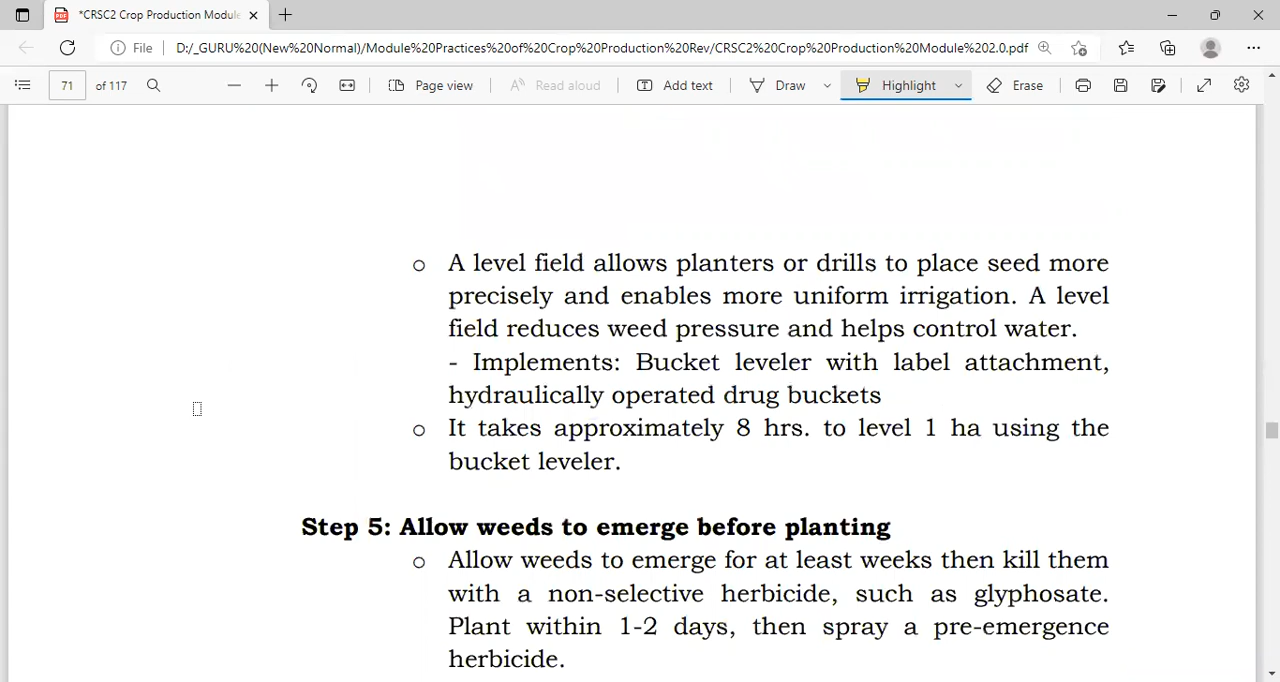 *CRSC2 Crop Production Module
File
D:/_GURU%20(New%20Normal)/Module%20Practices%20of%20Crop%20Production%20Rev/CRSC2%20Crop%20Production%20Module%202.0.pdf
71 of 117
Page view
Read aloud
Add text
Draw
Highlight
Erase
o A level field allows planters or drills to place seed more
precisely and enables more uniform irrigation. A level
field reduces weed pressure and helps control water.
- Implements: Bucket leveler with label attachment,
hydraulically operated drug buckets
o It takes approximately 8 hrs. to level 1 ha using the
bucket leveler.
Step 5: Allow weeds to emerge before planting
o Allow weeds to emerge for at least weeks then kill them
with a non-selective herbicide, such as glyphosate.
Plant within 1-2 days, then spray a pre-emergence
herbicide.